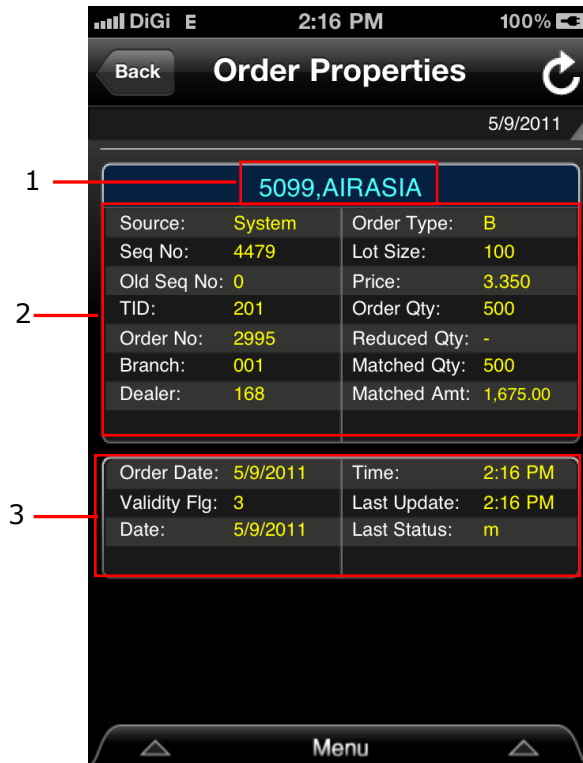 DiGi E 2:16 PM 100%
Back Order Properties
5/9/2011
1 5099,AIRASIA
Source: System Order Type: B
Seq No: 4479 Lot Size: 100
Old Seq No: 0 Price: 3.350
2 TID: 201 Order Qty: 500
Order No: 2995 Reduced Qty: -
Branch: 001 Matched Qty: 500
Dealer: 168 Matched Amt: 1,675.00
Order Date: 5/9/2011 Time: 2:16 PM
3 Validity Flg: 3 Last Update: 2:16 PM
Date: 5/9/2011 Last Status: m
Menu